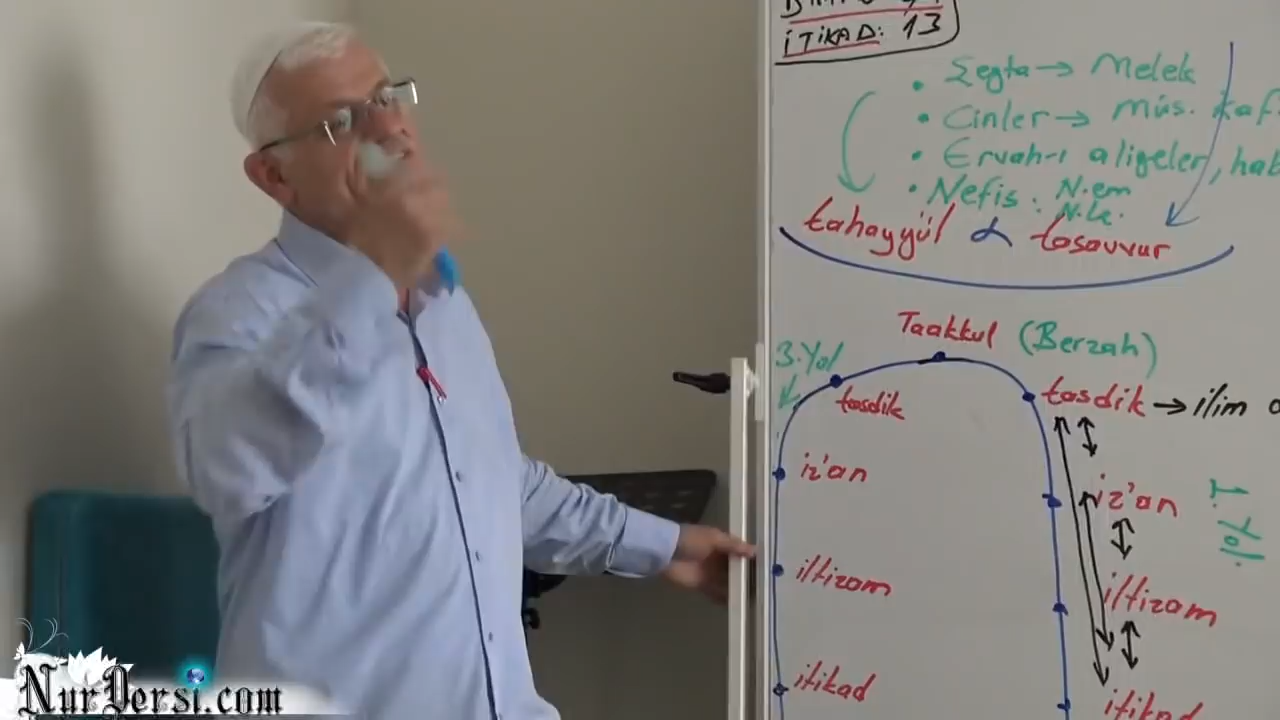 İTİKAD: 13
• Şeyta → Melek
• Cinler → Müs. kaf.
• Ervah-ı aliyeler, hab
• Nefis: N.em
N.le.
tahayyül & tasavvur
Taakkul (Berzah)
3.Yol
tasdik
tasdik → ilim
iz'an
iz'an
1. Yol.
iltizam
iltizam
itikad
itikad
NurDersi.com